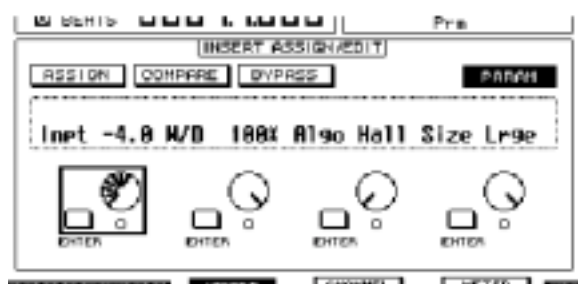 BEATS Prm
INSERT ASSIGN/EDIT
ASSIGN COMPARE BYPASS PARAM
Inpt -4.0 W/D 100% Algo Hall Size Lrge
ENTER ENTER ENTER ENTER